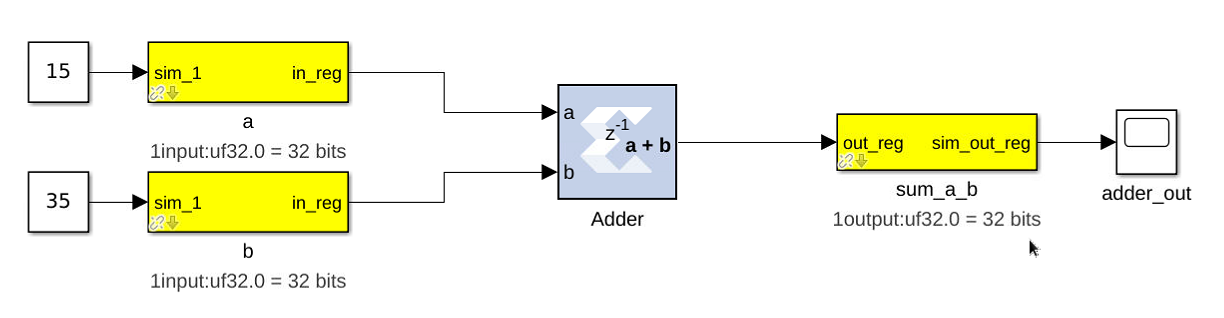 15
sim_1 in_reg
a
1input:uf32.0 = 32 bits
35
sim_1 in_reg
b
1input:uf32.0 = 32 bits
a
z-1
a + b
b
Adder
out_reg sim_out_reg
sum_a_b
1output:uf32.0 = 32 bits
adder_out